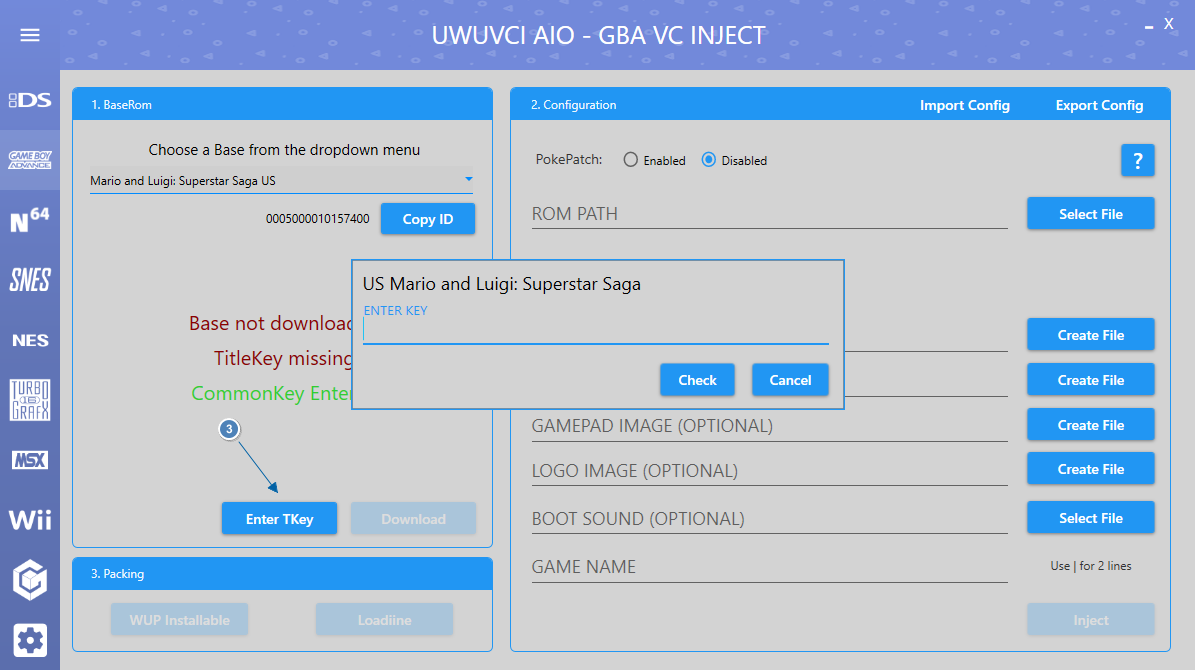 UWUVCI AIO - GBA VC INJECT
X
DS
GAME BOY
ADVANCE
N64
SNES
NES
TURBO
16
GRAFX
MSX
Wii
1. BaseRom
Choose a Base from the dropdown menu
Mario and Luigi: Superstar Saga US
0005000010157400
Copy ID
Base not download
TitleKey missing
CommonKey Enter
3
Enter TKey
Download
3. Packing
WUP Installable
Loadiine
2. Configuration
Import Config
Export Config
PokePatch:
Enabled
Disabled
?
ROM PATH
Select File
US Mario and Luigi: Superstar Saga
ENTER KEY
Check
Cancel
Create File
Create File
GAMEPAD IMAGE (OPTIONAL)
Create File
LOGO IMAGE (OPTIONAL)
Create File
BOOT SOUND (OPTIONAL)
Select File
GAME NAME
Use | for 2 lines
Inject